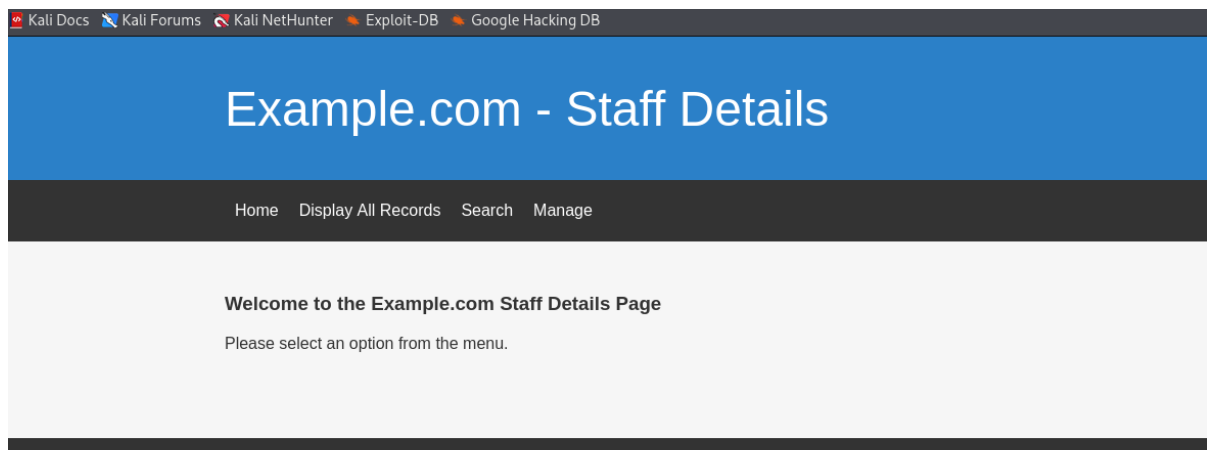 Kali Docs Kali Forums Kali NetHunter Exploit-DB Google Hacking DB
Example.com - Staff Details
Home Display All Records Search Manage
Welcome to the Example.com Staff Details Page
Please select an option from the menu.